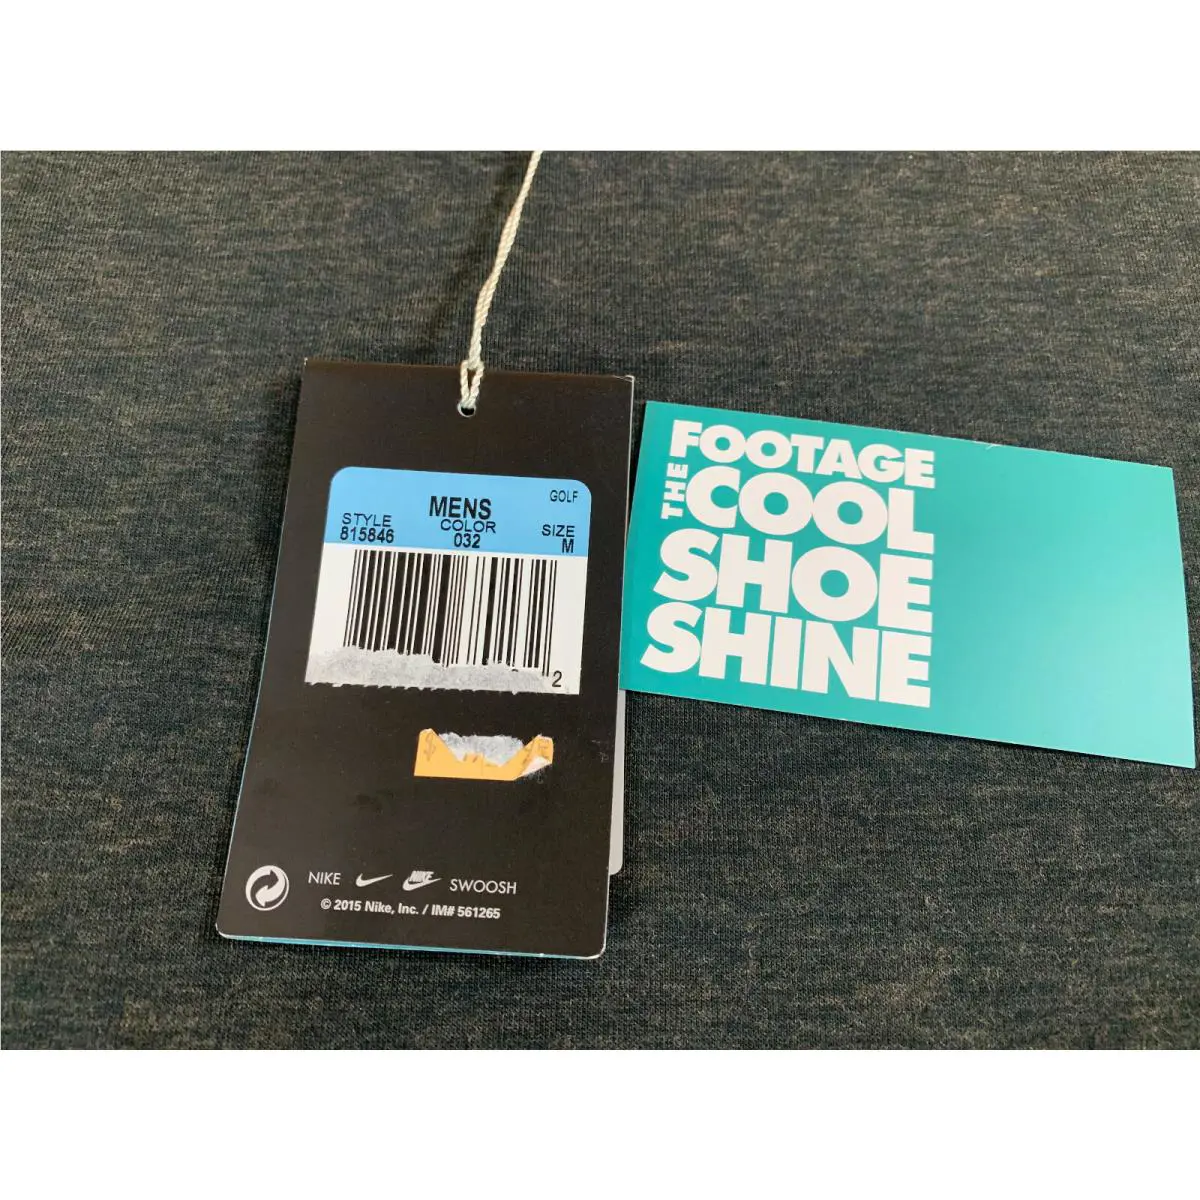 MENS
GOLF
STYLE COLOR SIZE
815846 032 M
2
NIKE NIKE SWOOSH
© 2015 Nike, Inc. / IM# 561265
THE FOOTAGE
COOL
SHOE
SHINE